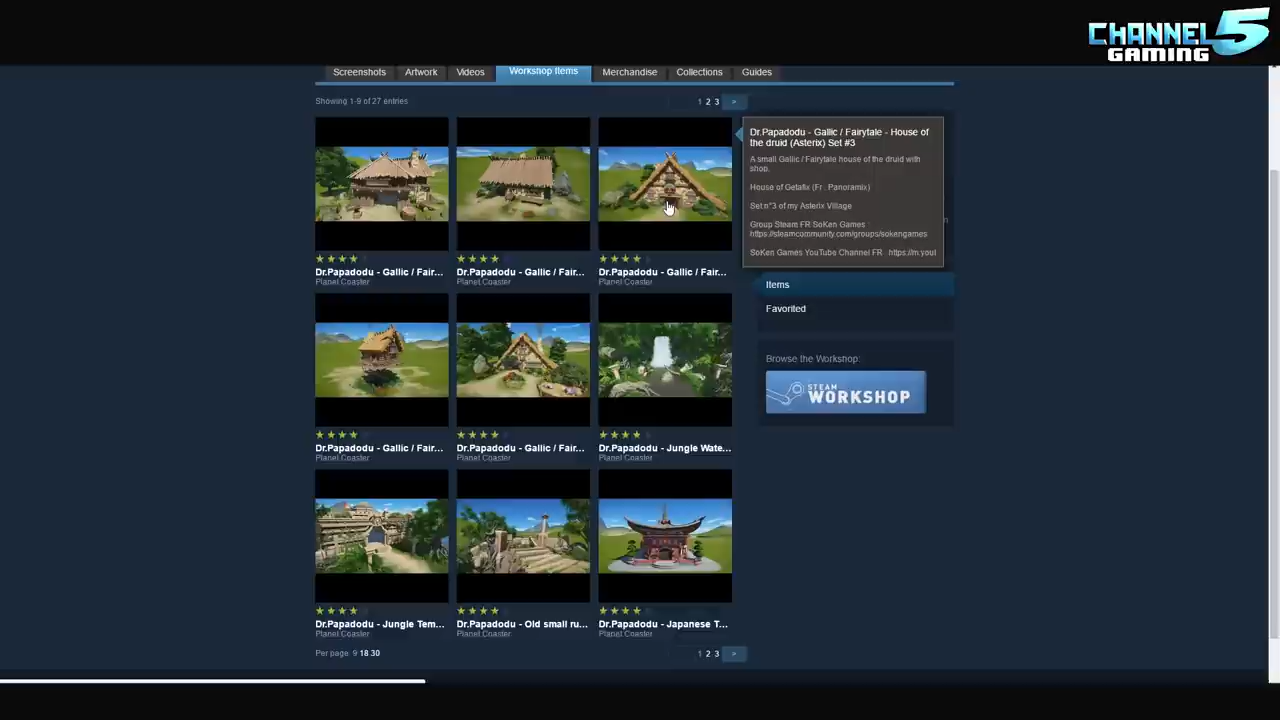 CHANNEL 5
GAMING
Screenshots Artwork Videos Workshop Items Merchandise Collections Guides
Showing 1-9 of 27 entries
1 2 3 >
Dr.Papadodu - Gallic / Fairytale - House of
the druid (Asterix) Set #3
A small Gallic / Fairytale house of the druid with
shop.
House of Getafix (Fr : Panoramix)
Set n°3 of my Asterix Village
Group Steam FR SoKen Games :
https://steamcommunity.com/groups/sokengames
SoKen Games YouTube Channel FR : https://m.youl
Dr.Papadodu - Gallic / Fair... Dr.Papadodu - Gallic / Fair... Dr.Papadodu - Gallic / Fair...
Planet Coaster Planet Coaster Planet Coaster
Items
Favorited
Browse the Workshop:
STEAM
WORKSHOP
Dr.Papadodu - Gallic / Fair... Dr.Papadodu - Gallic / Fair... Dr.Papadodu - Jungle Wate...
Planet Coaster Planet Coaster Planet Coaster
Dr.Papadodu - Jungle Tem... Dr.Papadodu - Old small ru... Dr.Papadodu - Japanese T...
Planet Coaster Planet Coaster Planet Coaster
Per page: 9 18 30
1 2 3 >